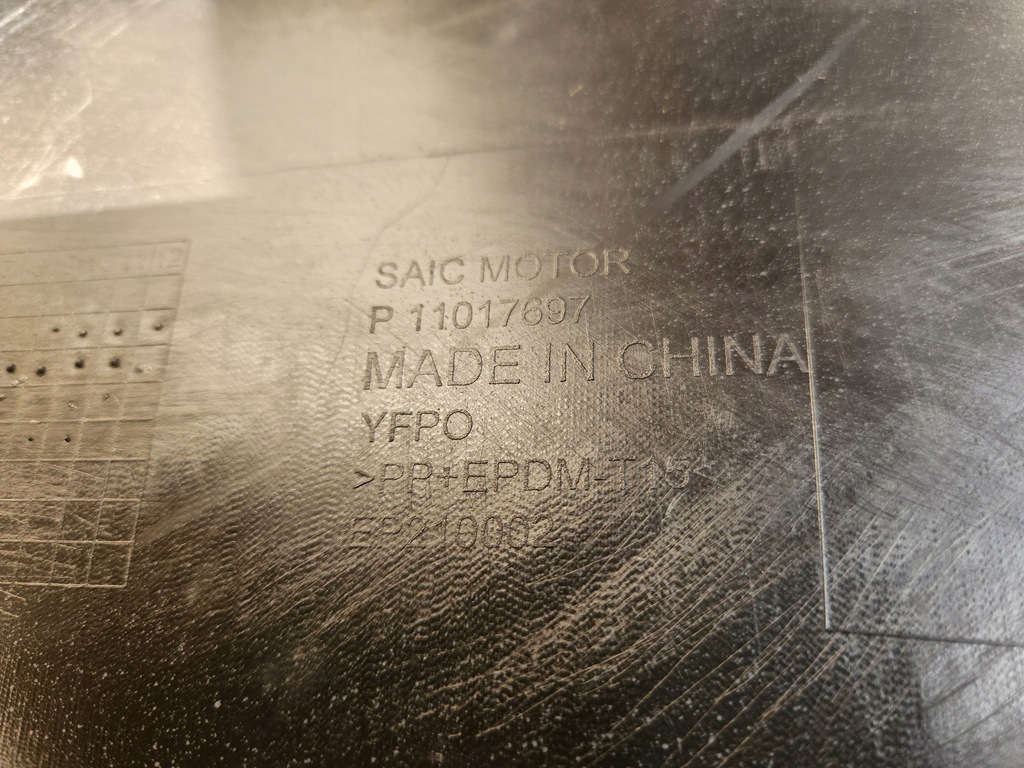 SAIC MOTOR
P 11017697
MADE IN CHINA
YFPO
>PP+EPDM-T15
EP210062